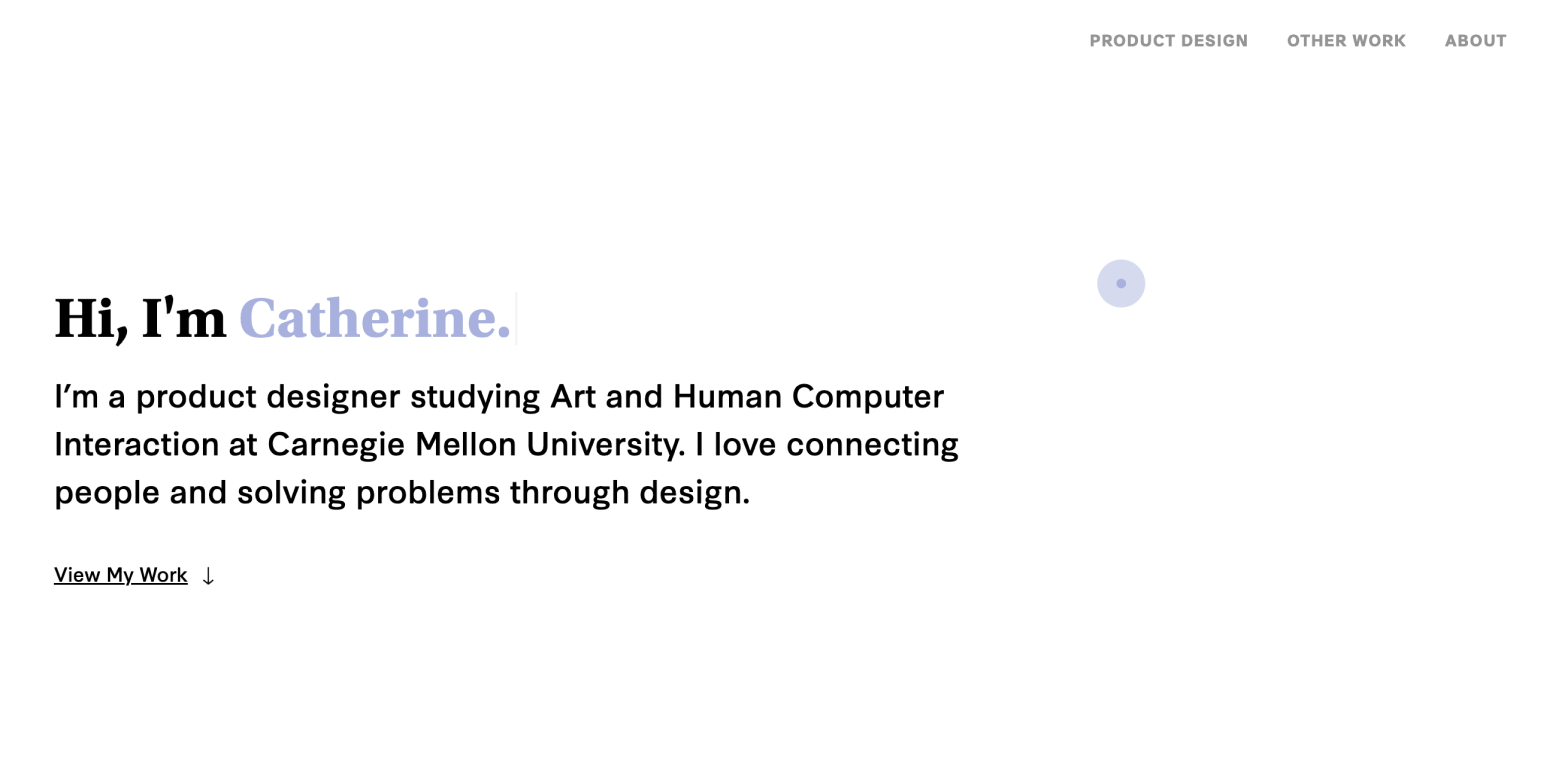 PRODUCT DESIGN OTHER WORK ABOUT
Hi, I'm Catherine.
I’m a product designer studying Art and Human Computer
Interaction at Carnegie Mellon University. I love connecting
people and solving problems through design.
View My Work ↓